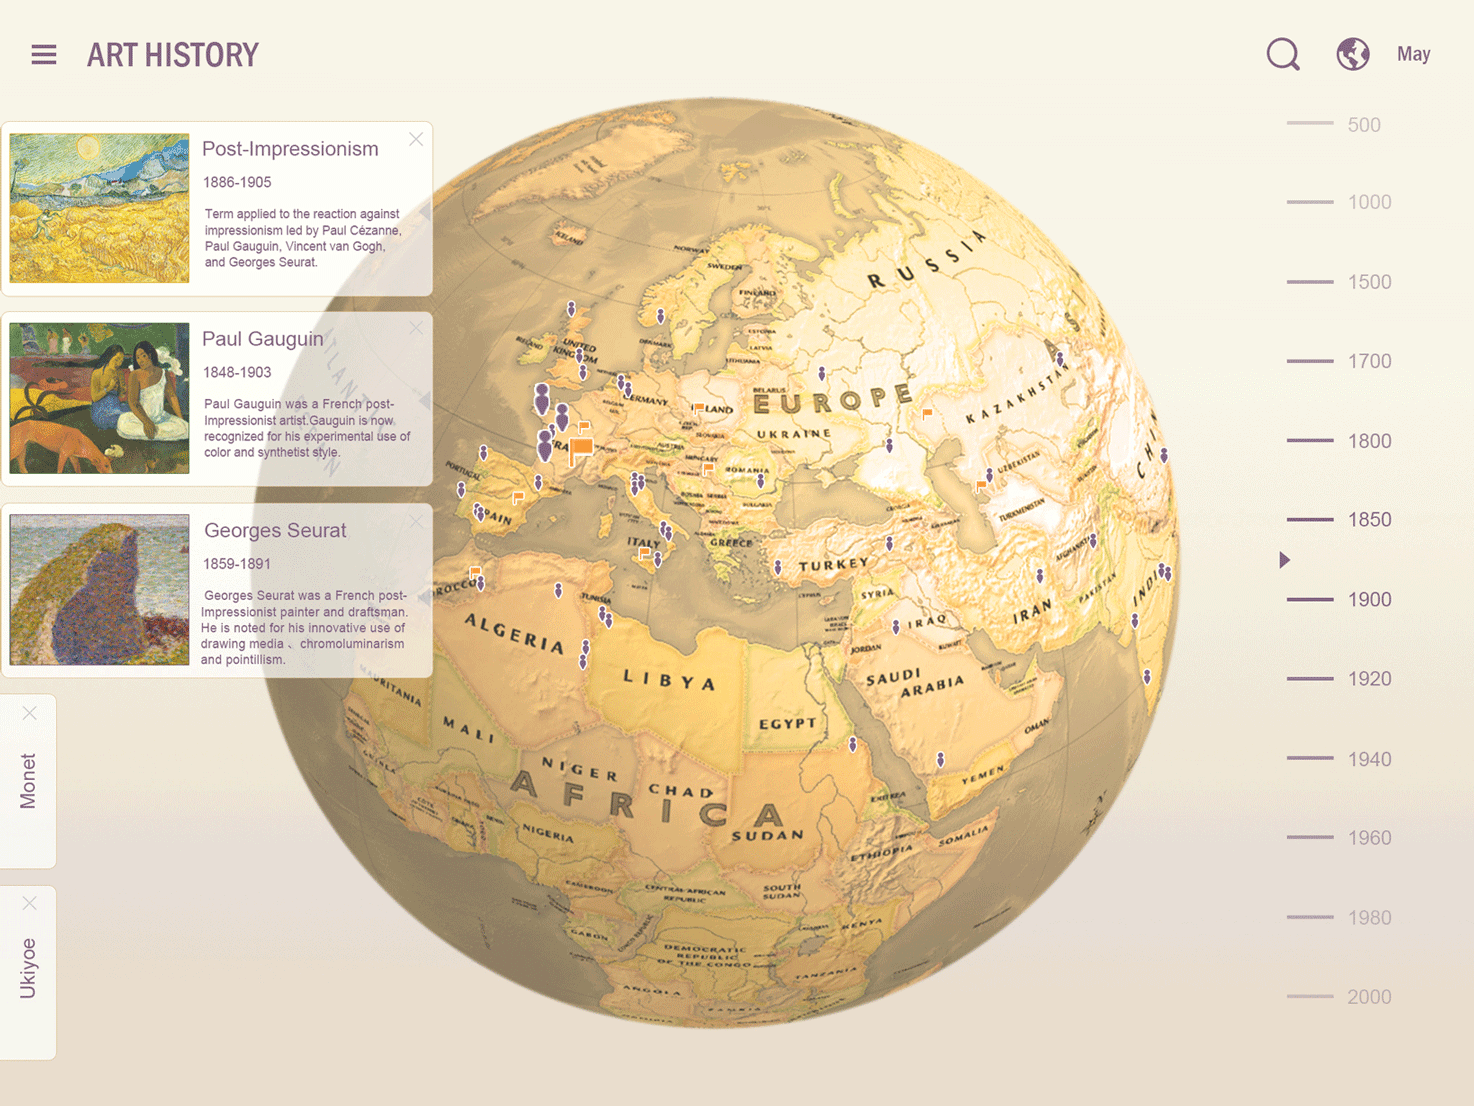 ART HISTORY
May
Post-Impressionism
1886-1905
Term applied to the reaction against
impressionism led by Paul Cézanne,
Paul Gauguin, Vincent van Gogh,
and Georges Seurat.
Paul Gauguin
1848-1903
Paul Gauguin was a French post-
Impressionist artist.Gauguin is now
recognized for his experimental use of
color and synthetist style.
Georges Seurat
1859-1891
Georges Seurat was a French post-
Impressionist painter and draftsman.
He is noted for his innovative use of
drawing media 、 chromoluminarism
and pointillism.
Monet
Ukiyoe
500
1000
1500
1700
1800
1850
1900
1920
1940
1960
1980
2000
ICELAND
NORWAY
SWEDEN
FINLAND
RUSSIA
ESTONIA
LATVIA
LITHUANIA
DENMARK
IRELAND
UNITED
KINGDOM
BELARUS
EUROPE
UKRAINE
KAZAKHSTAN
SLOVAKIA
AUSTRIA
HUNGARY
ROMANIA
PORTUGAL
ITALY
GREECE
TURKEY
UZBEKISTAN
TURKMENISTAN
AFGHANISTAN
PAKISTAN
IRAN
SYRIA
IRAQ
JORDAN
KUWAIT
SAUDI
ARABIA
OMAN
YEMEN
TUNISIA
ALGERIA
LIBYA
EGYPT
MALI
NIGER
CHAD
AFRICA
SUDAN
ERITREA
ETHIOPIA
SOMALIA
NIGERIA
CAMEROON
CENTRAL AFRICAN
REPUBLIC
SOUTH
SUDAN
KENYA
GABON
DEMOCRATIC
REPUBLIC
OF THE CONGO
TANZANIA
ANGOLA